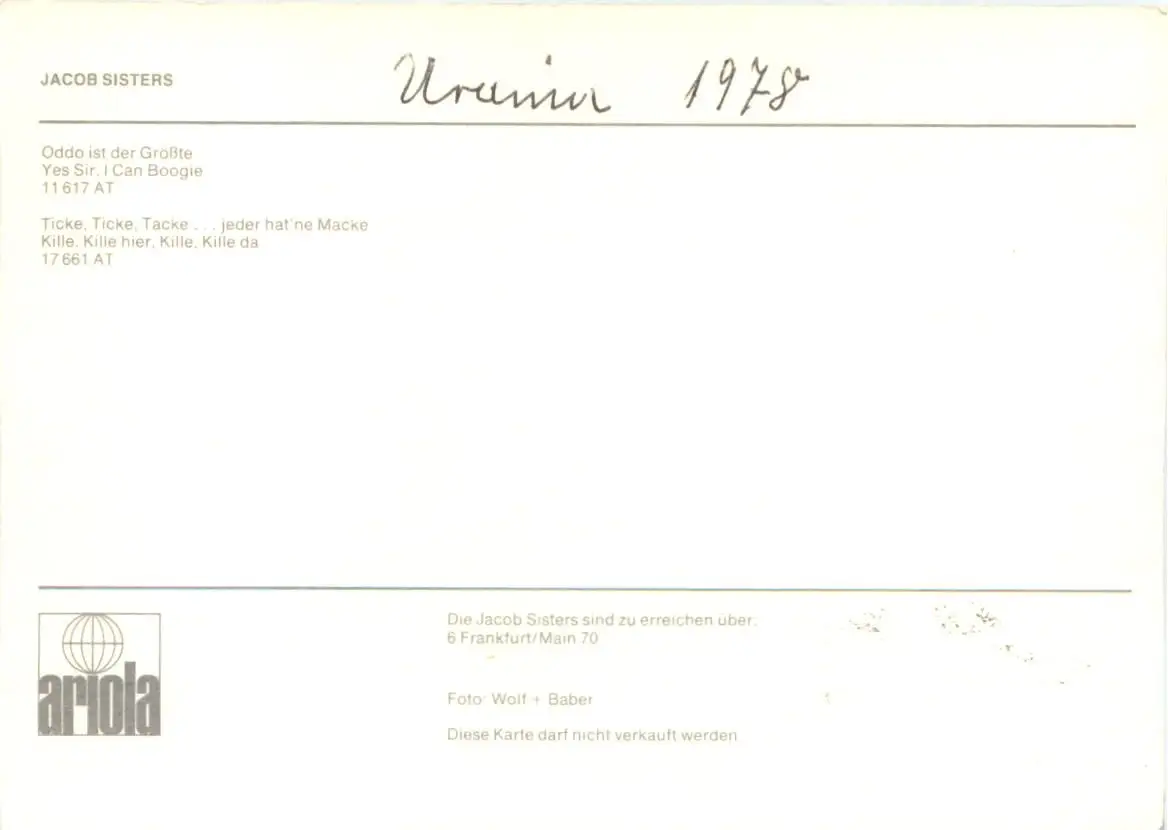 JACOB SISTERS
Urania 1978
Oddo ist der Größte
Yes Sir, I Can Boogie
11 617 AT
Ticke, Ticke, Tacke . . . jeder hat'ne Macke
Kille, Kille hier, Kille, Kille da
17 661 AT
ariola
Die Jacob Sisters sind zu erreichen über:
6 Frankfurt/Main 70
Foto: Wolf + Baber
Diese Karte darf nicht verkauft werden